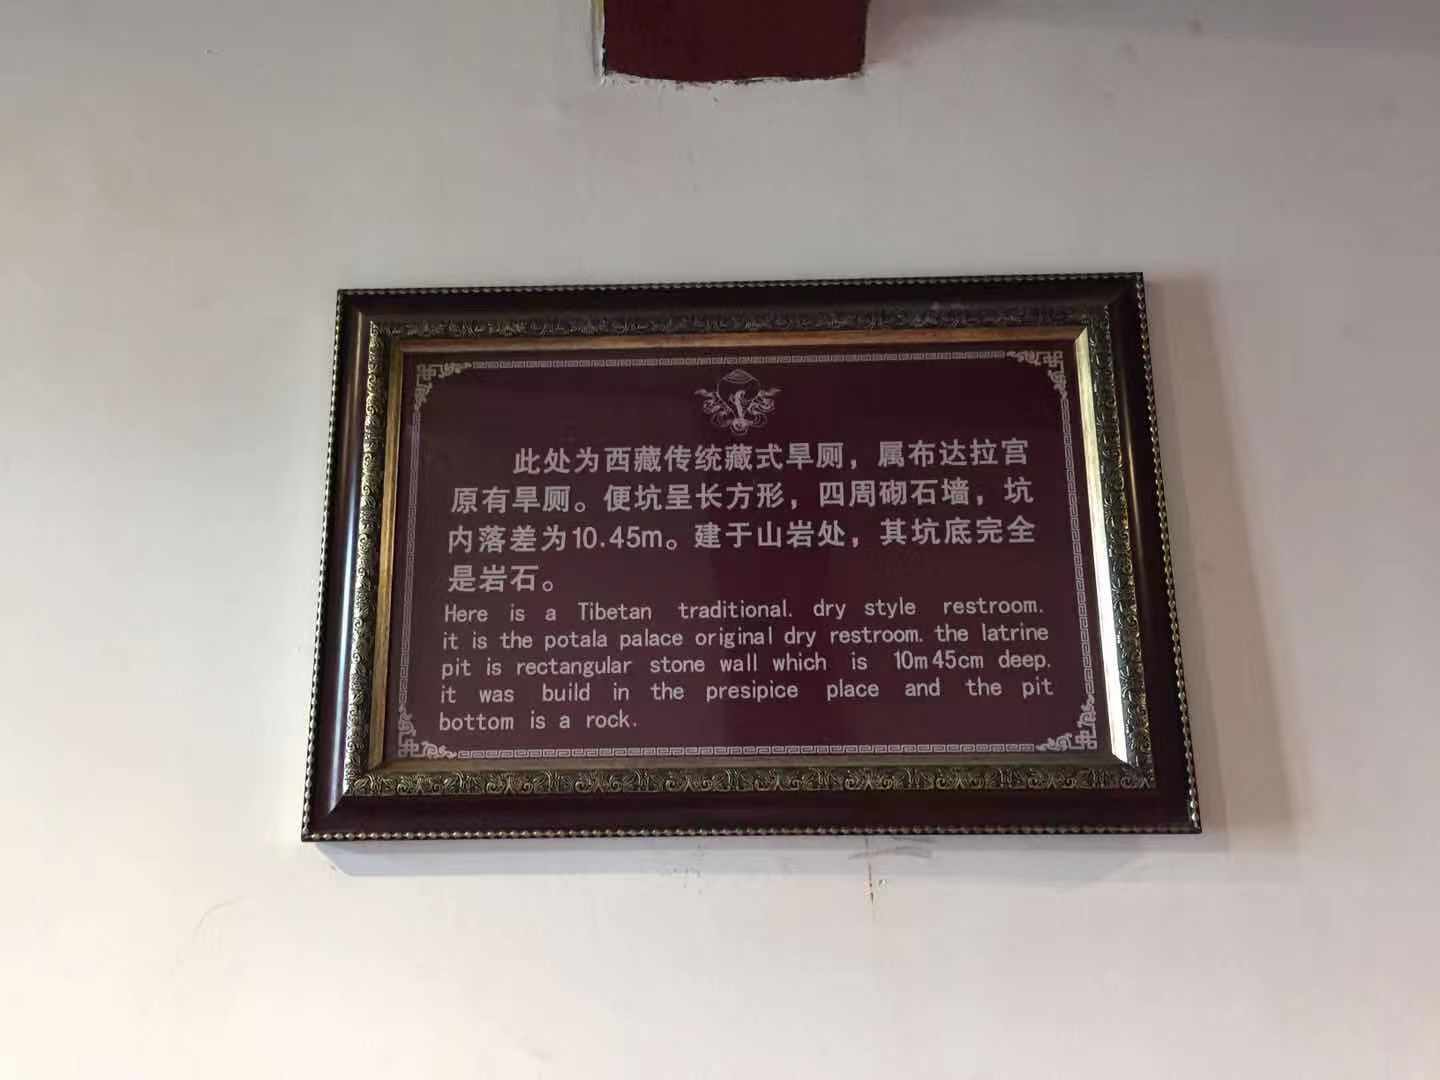 此处为西藏传统藏式旱厕，属布达拉宫
原有旱厕。便坑呈长方形，四周砌石墙，坑
内落差为10.45m。建于山岩处，其坑底完全
是岩石。
Here is a Tibetan traditional. dry style restroom.
it is the potala palace original dry restroom. the latrine
pit is rectangular stone wall which is 10m45cm deep.
it was build in the presipice place and the pit
bottom is a rock.